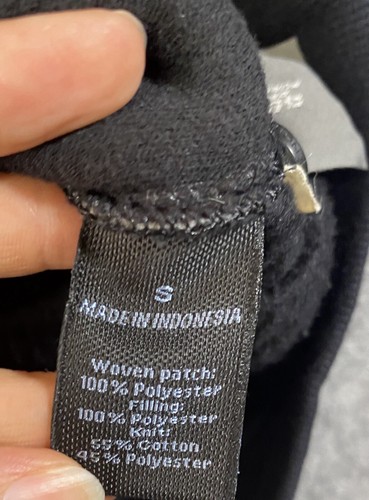 S
MADE IN INDONESIA
Woven patch:
100% Polyester
Filling:
100% Polyester
Knit:
55% Cotton
45% Polyester